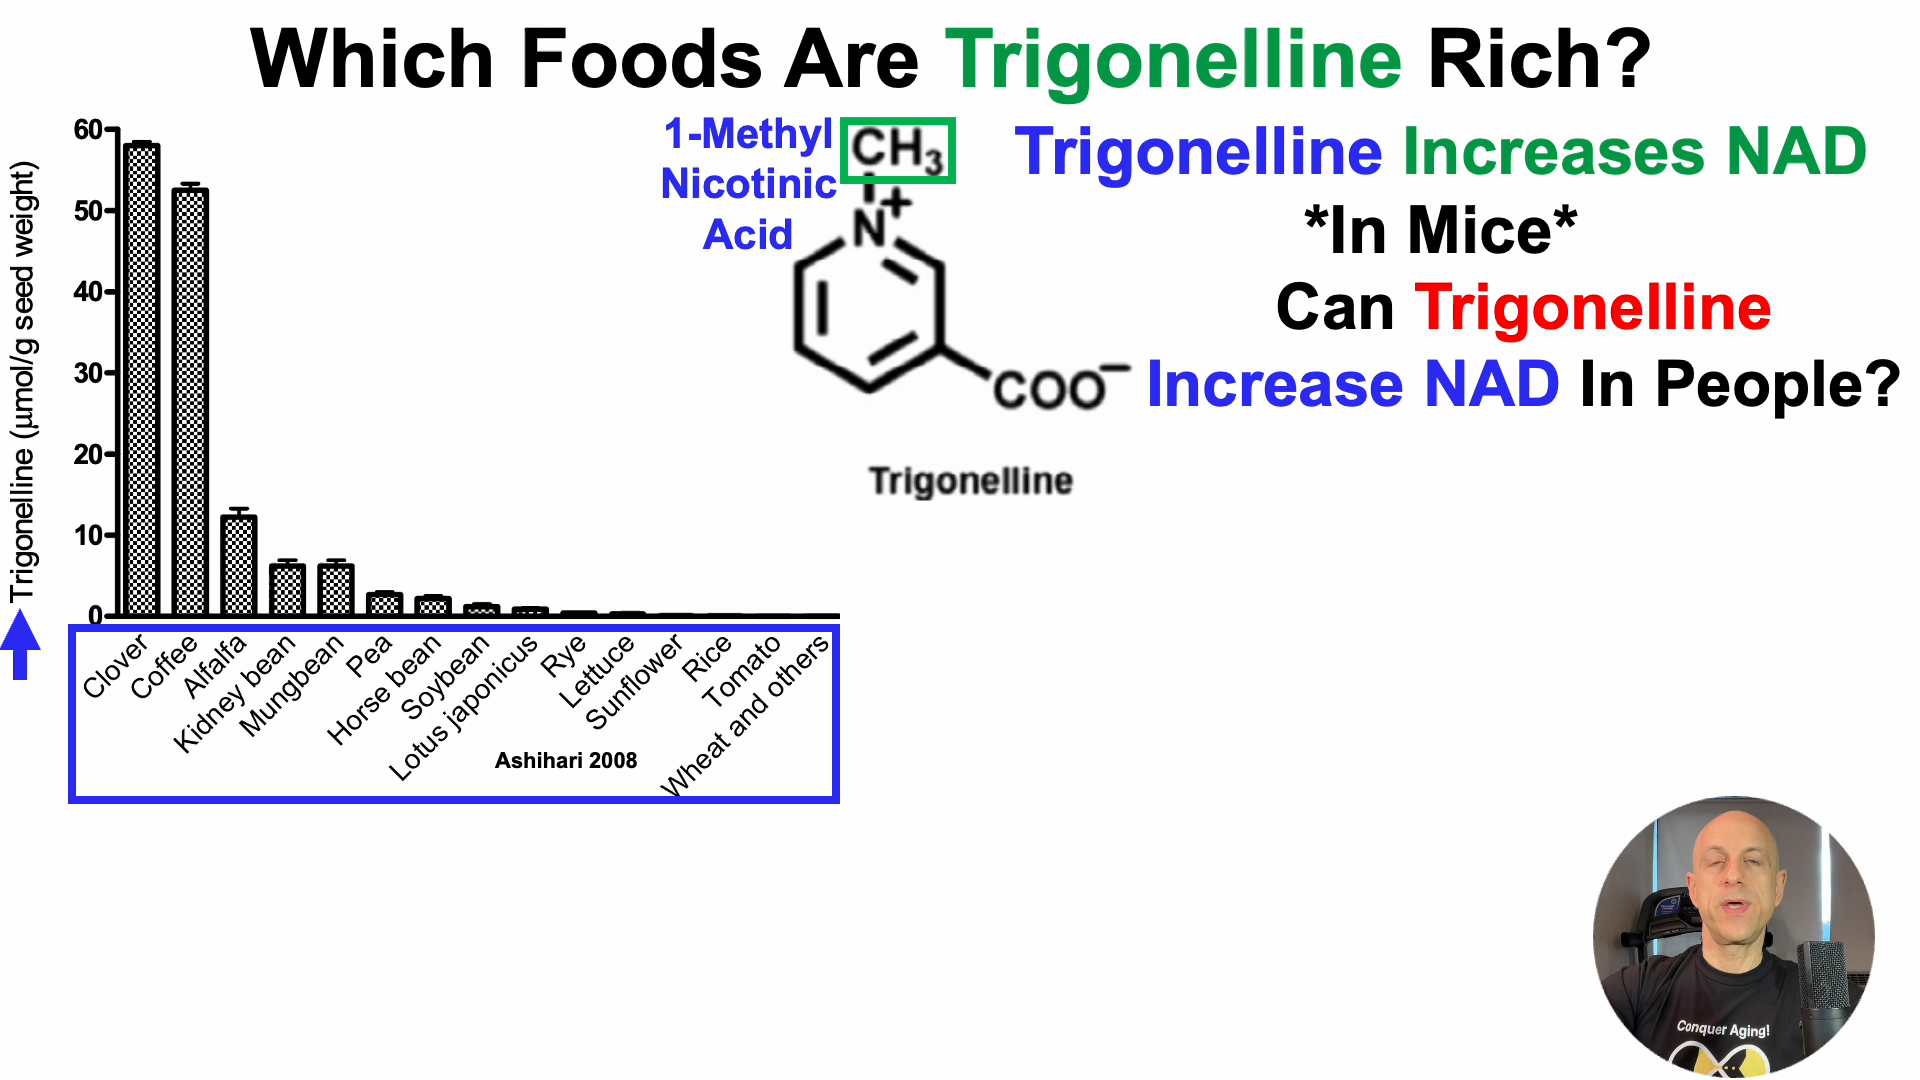 Which Foods Are Trigonelline Rich?
Trigonelline (µmol/g seed weight)
60
50
40
30
20
10
0
Clover
Coffee
Alfalfa
Kidney bean
Mungbean
Pea
Horse bean
Soybean
Lotus japonicus
Rye
Lettuce
Sunflower
Rice
Tomato
Wheat and others
Ashihari 2008
1-Methyl
Nicotinic
Acid
CH3
N+
COO−
Trigonelline
Trigonelline Increases NAD
*In Mice*
Can Trigonelline
Increase NAD In People?
Conquer Aging!